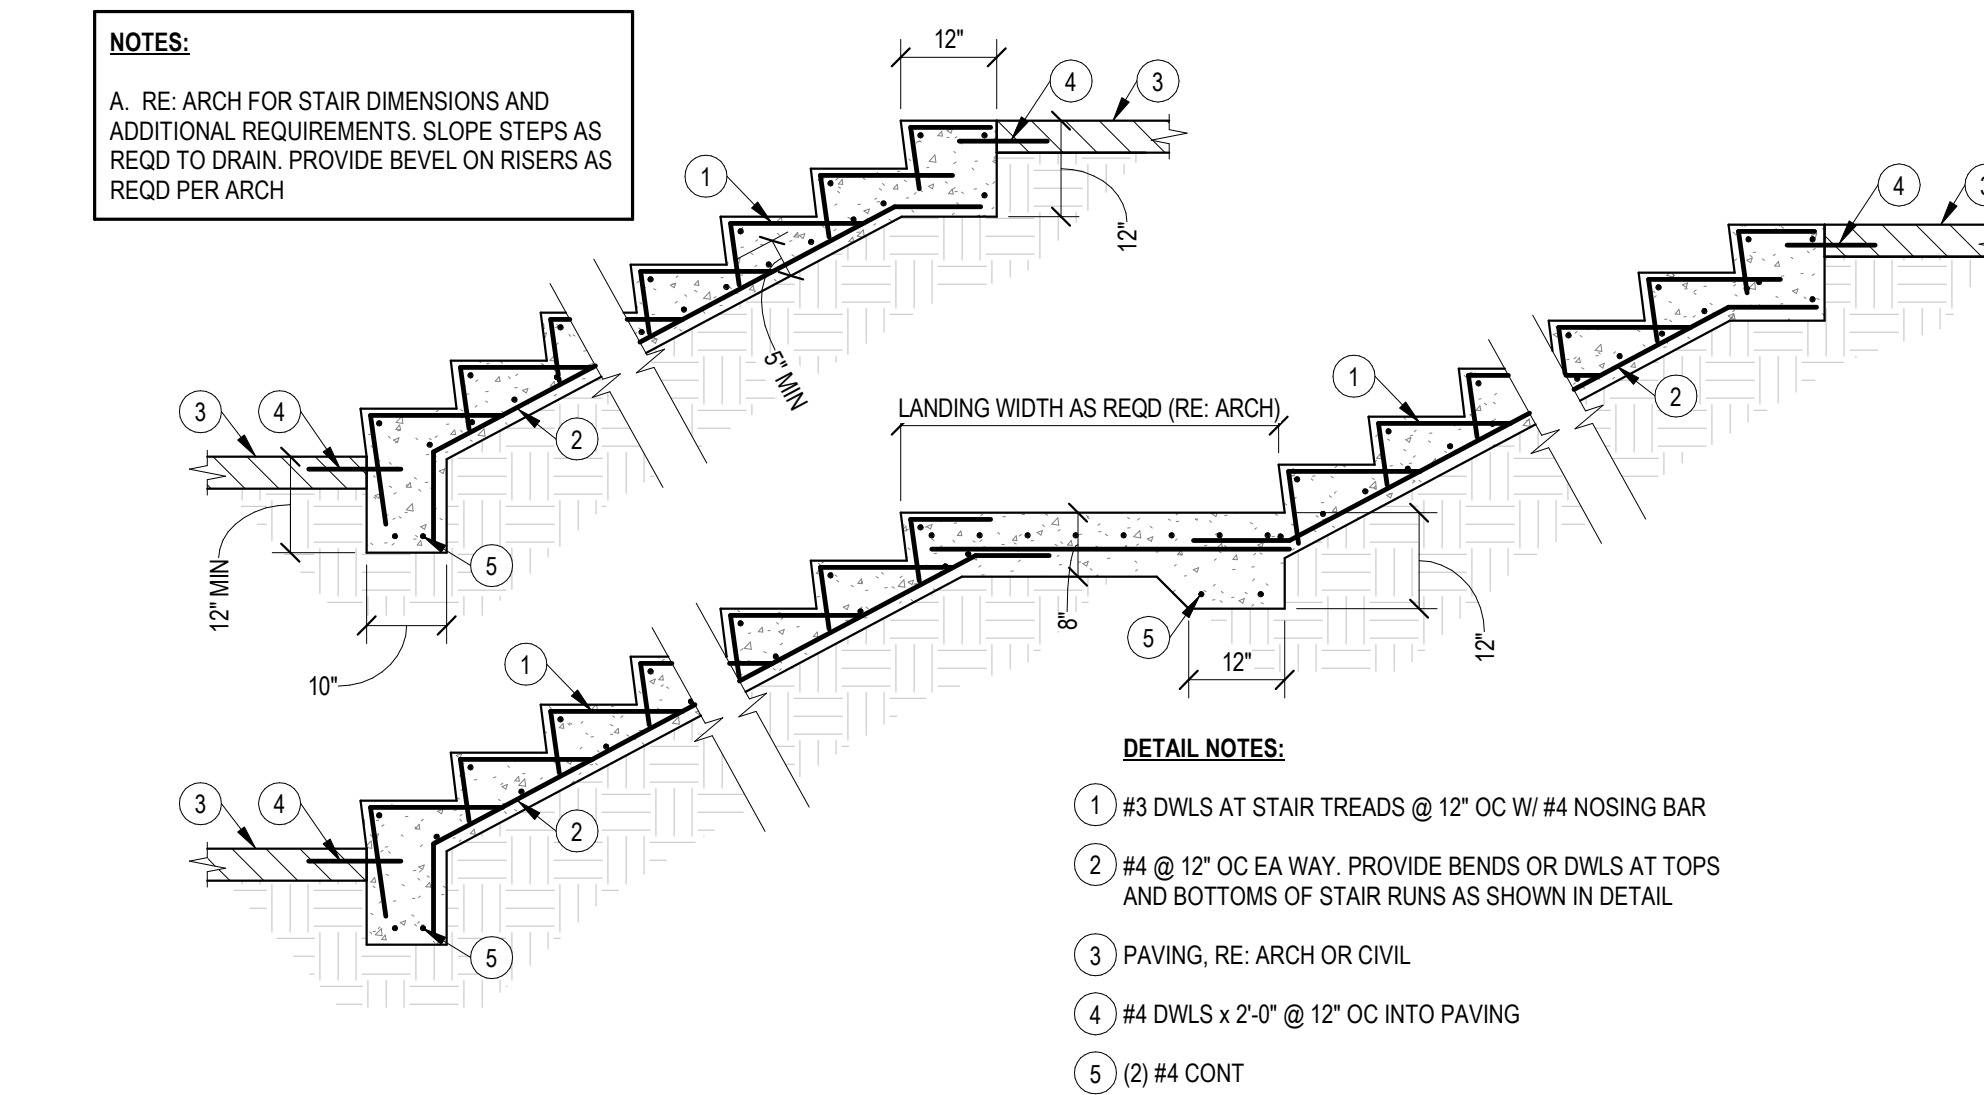 NOTES:
A. RE: ARCH FOR STAIR DIMENSIONS AND
ADDITIONAL REQUIREMENTS. SLOPE STEPS AS
REQD TO DRAIN. PROVIDE BEVEL ON RISERS AS
REQD PER ARCH
12"
4
3
1
12"
5" MIN
3
4
2
12" MIN
5
10"
4
3
1
2
LANDING WIDTH AS REQD (RE: ARCH)
8"
5
12"
12"
1
3
4
2
5
DETAIL NOTES:
1 #3 DWLS AT STAIR TREADS @ 12" OC W/ #4 NOSING BAR
2 #4 @ 12" OC EA WAY. PROVIDE BENDS OR DWLS AT TOPS
AND BOTTOMS OF STAIR RUNS AS SHOWN IN DETAIL
3 PAVING, RE: ARCH OR CIVIL
4 #4 DWLS x 2'-0" @ 12" OC INTO PAVING
5 (2) #4 CONT